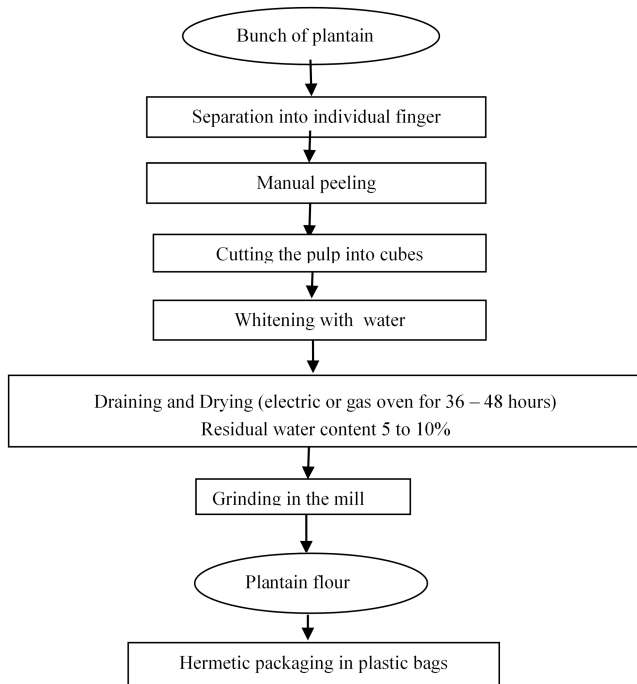 Bunch of plantain
Separation into individual finger
Manual peeling
Cutting the pulp into cubes
Whitening with water
Draining and Drying (electric or gas oven for 36 – 48 hours)
Residual water content 5 to 10%
Grinding in the mill
Plantain flour
Hermetic packaging in plastic bags